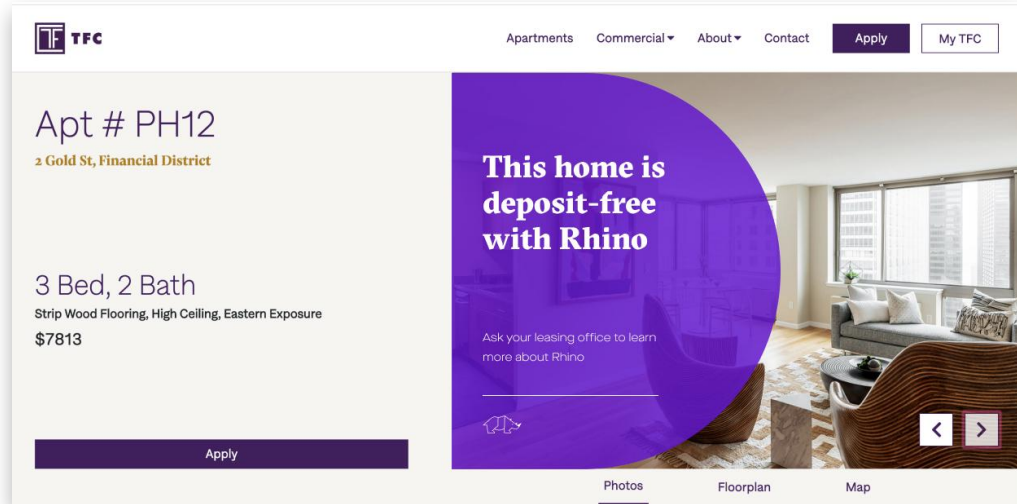 TF TFC
Apartments Commercial About Contact Apply My TFC
Apt # PH12
2 Gold St, Financial District
3 Bed, 2 Bath
Strip Wood Flooring, High Ceiling, Eastern Exposure
$7813
Apply
This home is
deposit-free
with Rhino
Ask your leasing office to learn
more about Rhino
Photos Floorplan Map